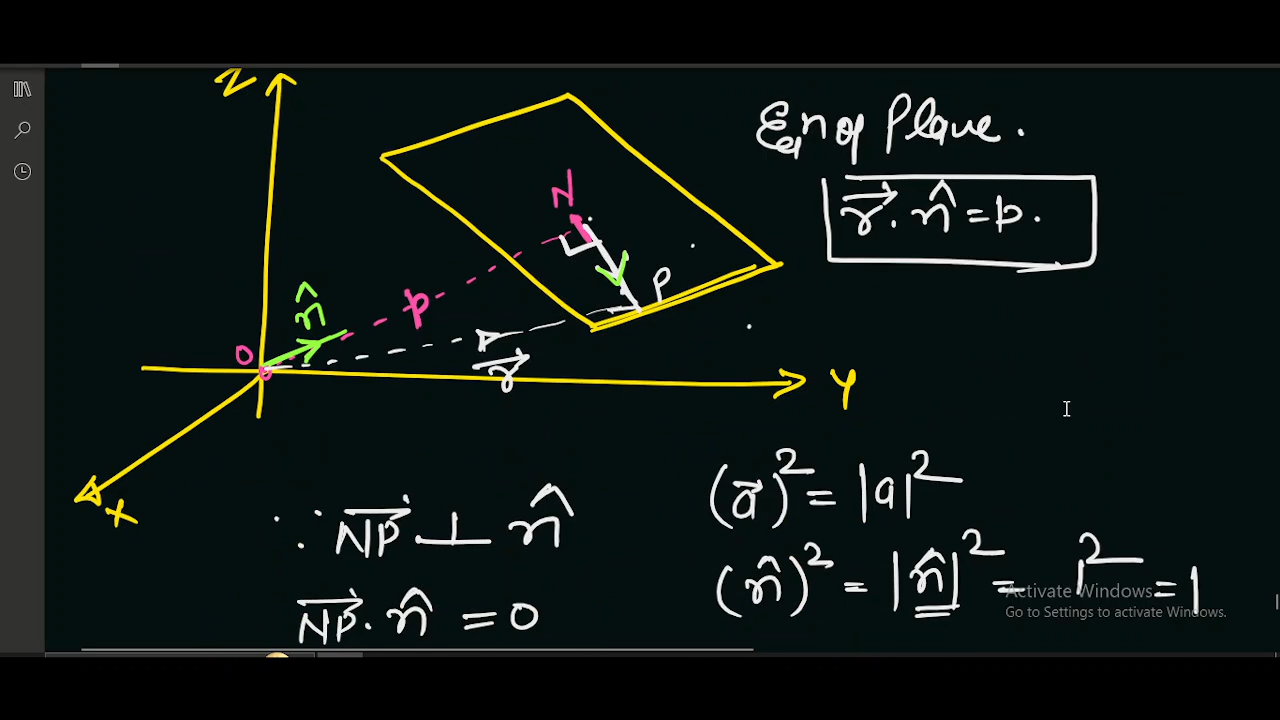 Z
Eqn of Plane.
N
r⃗. n̂ = p.
P
n̂
p
O
r⃗
Y
X
∵ NP⃗ ⊥ n̂
(a⃗)² = |a|²
(n̂)² = |n̂|² = 1² = 1
NP⃗. n̂ = 0
Activate Windows
Go to Settings to activate Windows.